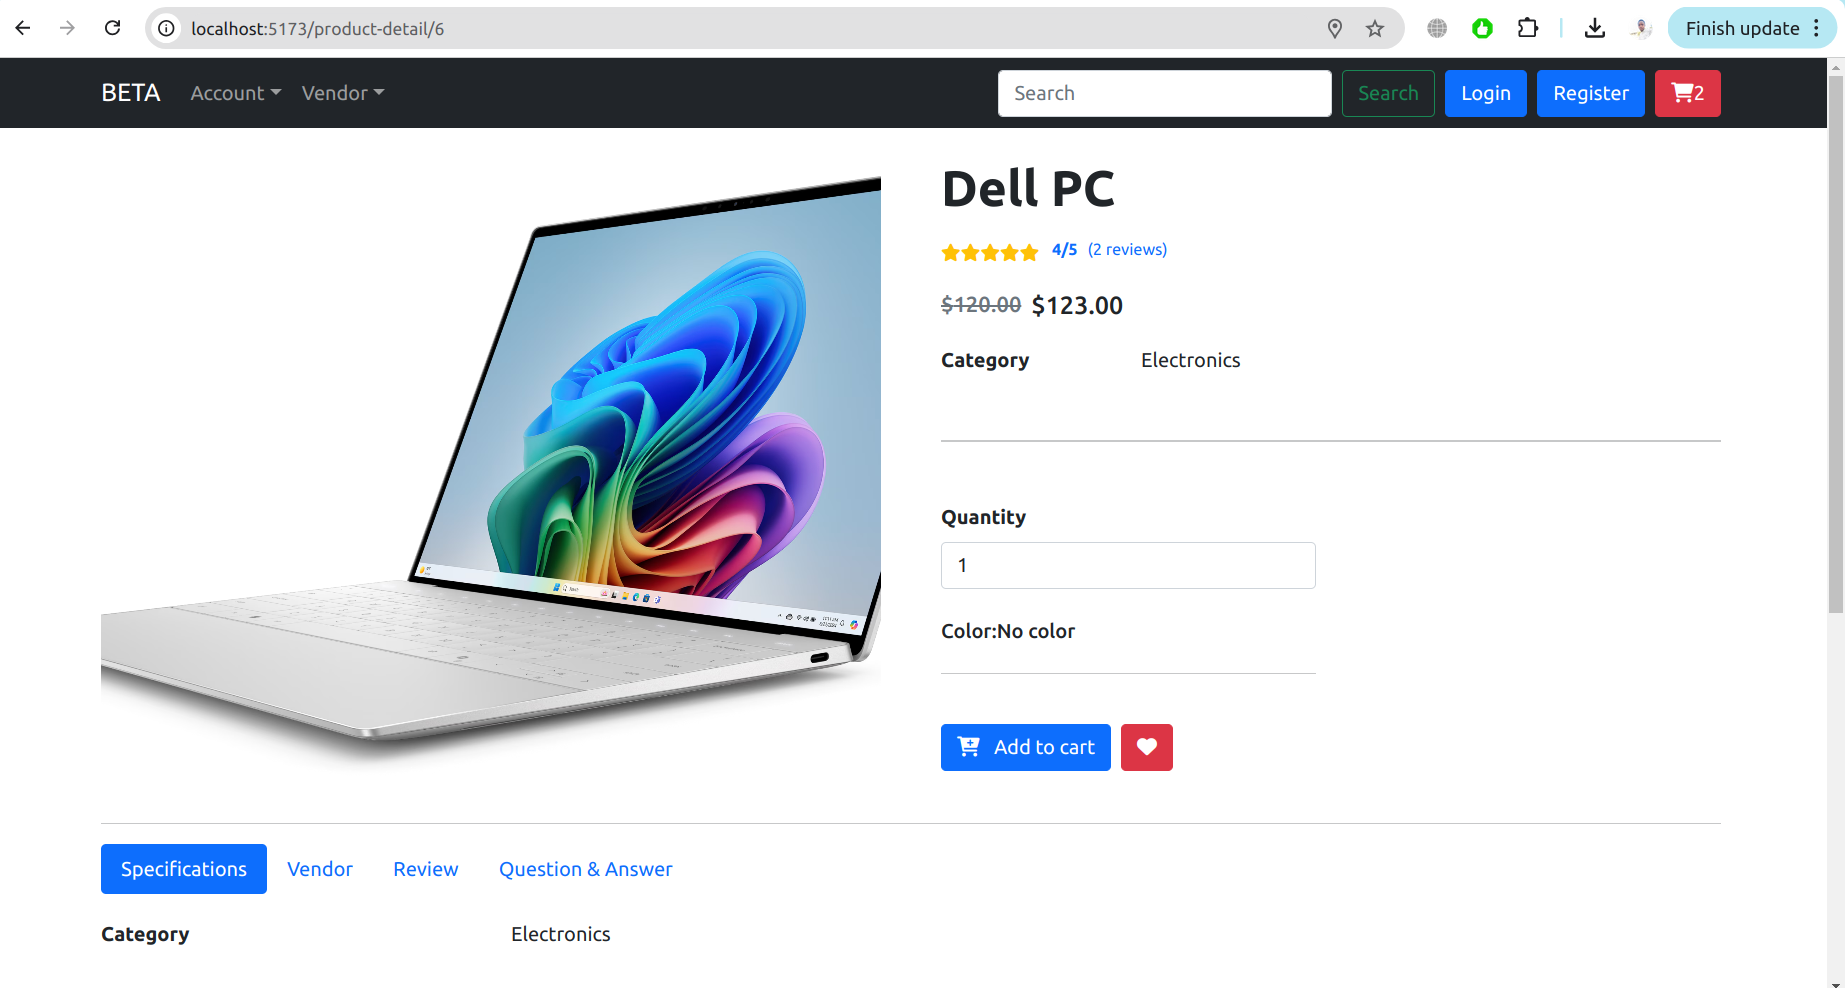 localhost:5173/product-detail/6
Finish update
BETA Account Vendor Search Search Login Register 2
Dell PC
4/5 (2 reviews)
$120.00 $123.00
Category Electronics
Quantity
1
Color:No color
Add to cart
Specifications Vendor Review Question & Answer
Category Electronics